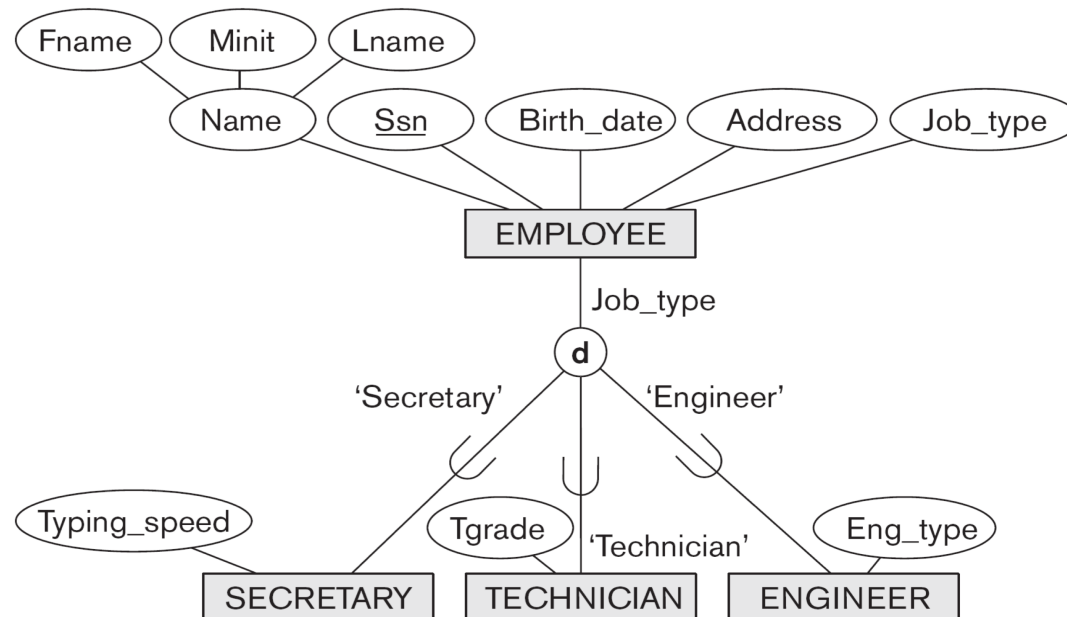 Fname Minit Lname
Name Ssn Birth_date Address Job_type
EMPLOYEE
Job_type
d
‘Secretary’ ‘Engineer’
Typing_speed Tgrade Eng_type
‘Technician’
SECRETARY TECHNICIAN ENGINEER